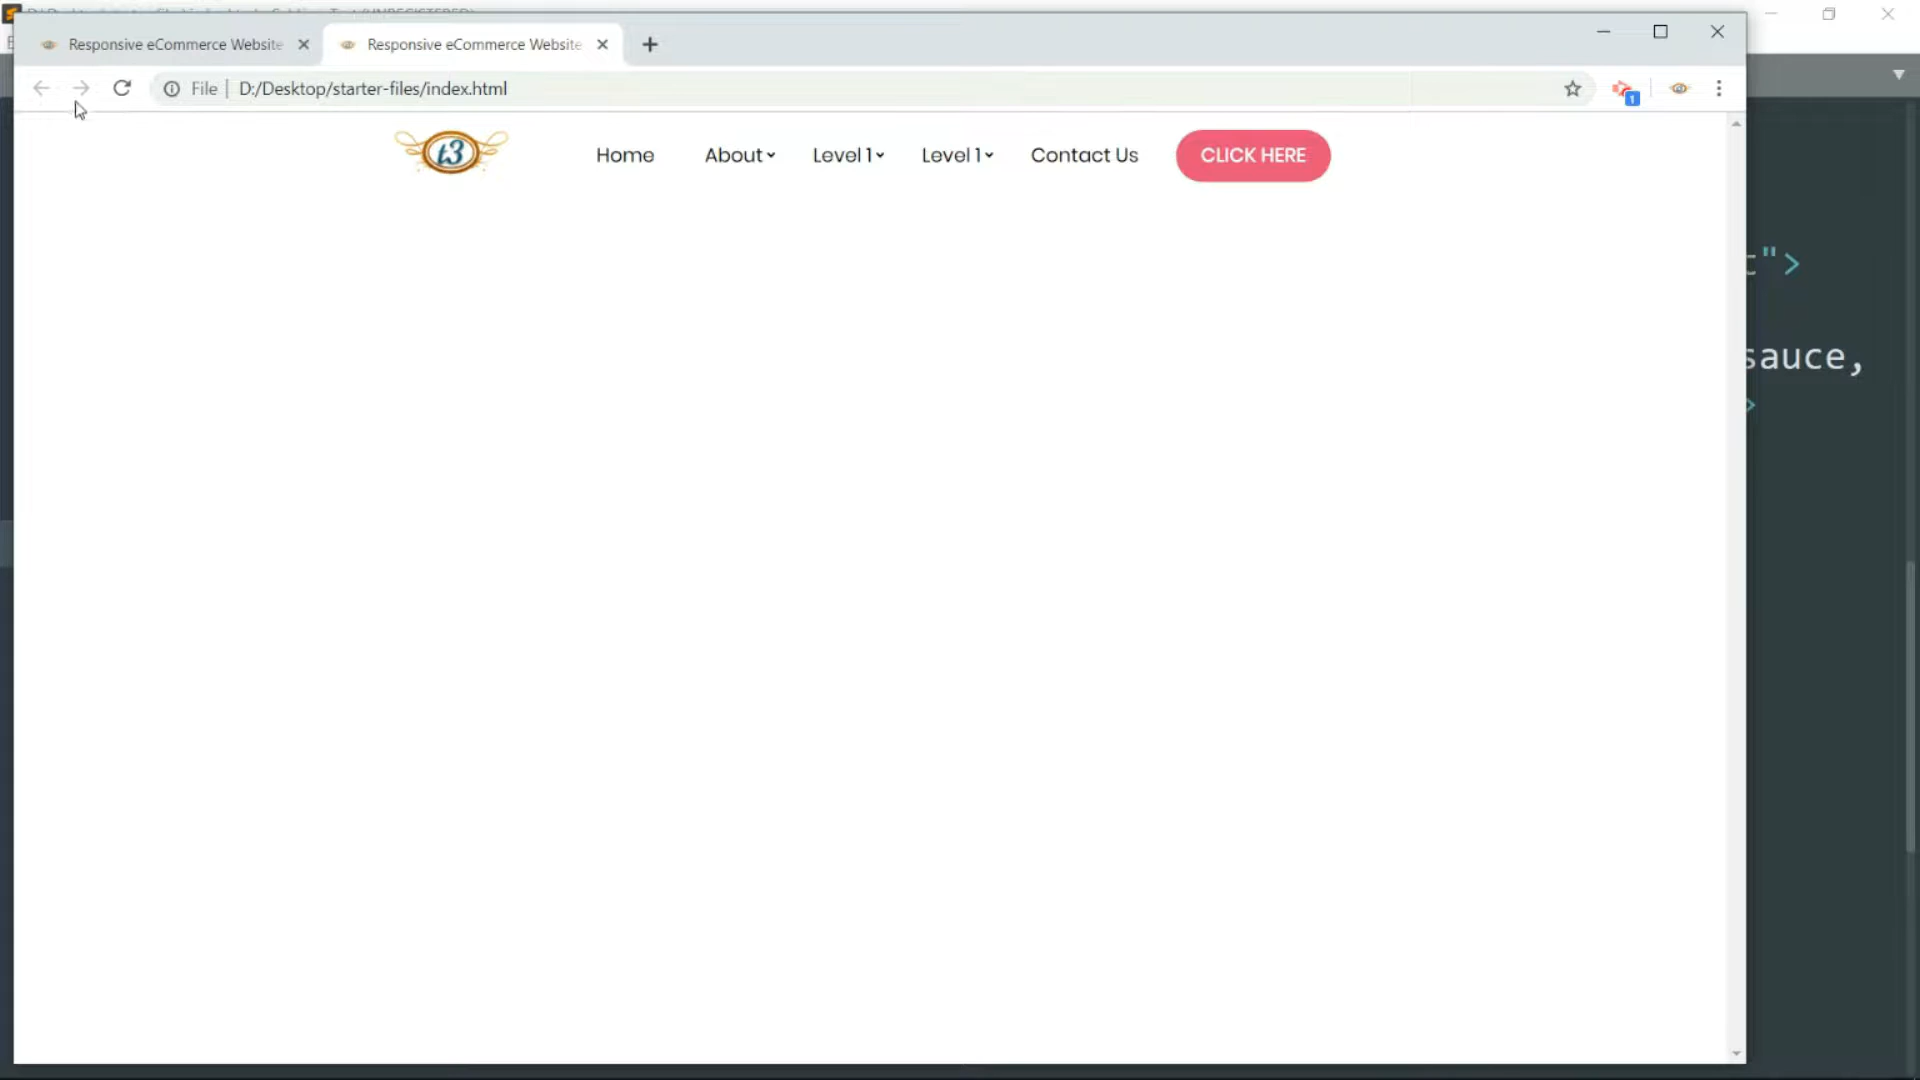 Responsive eCommerce Website
Responsive eCommerce Website
File | D:/Desktop/starter-files/index.html
1
t3
Home
About
Level 1
Level 1
Contact Us
CLICK HERE
">
sauce,
>